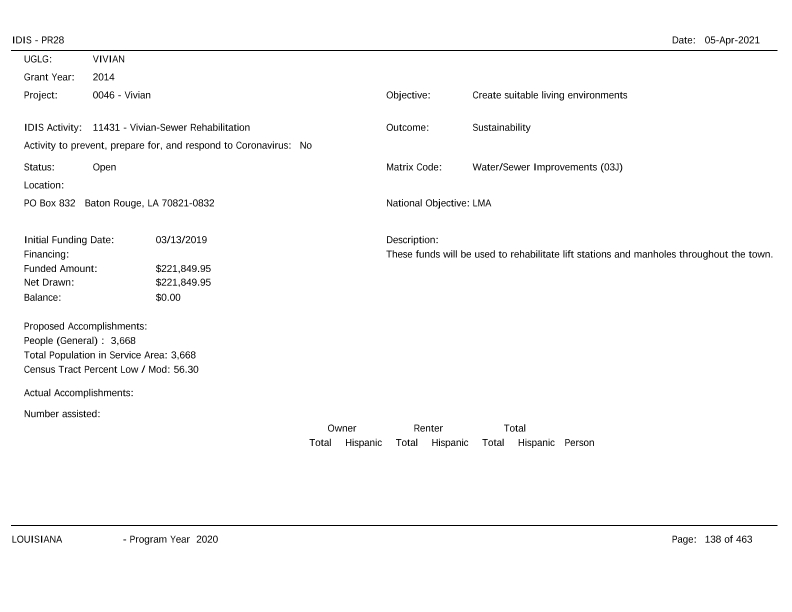 IDIS - PR28 Date: 05-Apr-2021
UGLG: VIVIAN
Grant Year: 2014
Project: 0046 - Vivian Objective: Create suitable living environments
IDIS Activity: 11431 - Vivian-Sewer Rehabilitation Outcome: Sustainability
Activity to prevent, prepare for, and respond to Coronavirus: No
Status: Open Matrix Code: Water/Sewer Improvements (03J)
Location:
PO Box 832 Baton Rouge, LA 70821-0832 National Objective: LMA
Initial Funding Date: 03/13/2019 Description:
Financing: These funds will be used to rehabilitate lift stations and manholes throughout the town.
Funded Amount: $221,849.95
Net Drawn: $221,849.95
Balance: $0.00
Proposed Accomplishments:
People (General) : 3,668
Total Population in Service Area: 3,668
Census Tract Percent Low / Mod: 56.30
Actual Accomplishments:
Number assisted:
Owner Renter Total
Total Hispanic Total Hispanic Total Hispanic Person
LOUISIANA - Program Year 2020 Page: 138 of 463